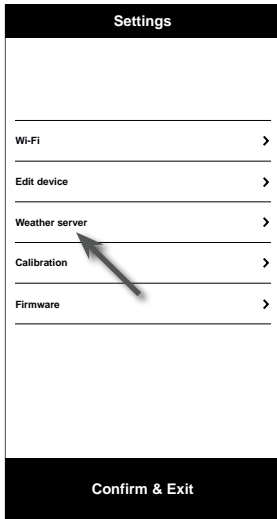 Settings
Wi-Fi
Edit device
Weather server
Calibration
Firmware
Confirm & Exit